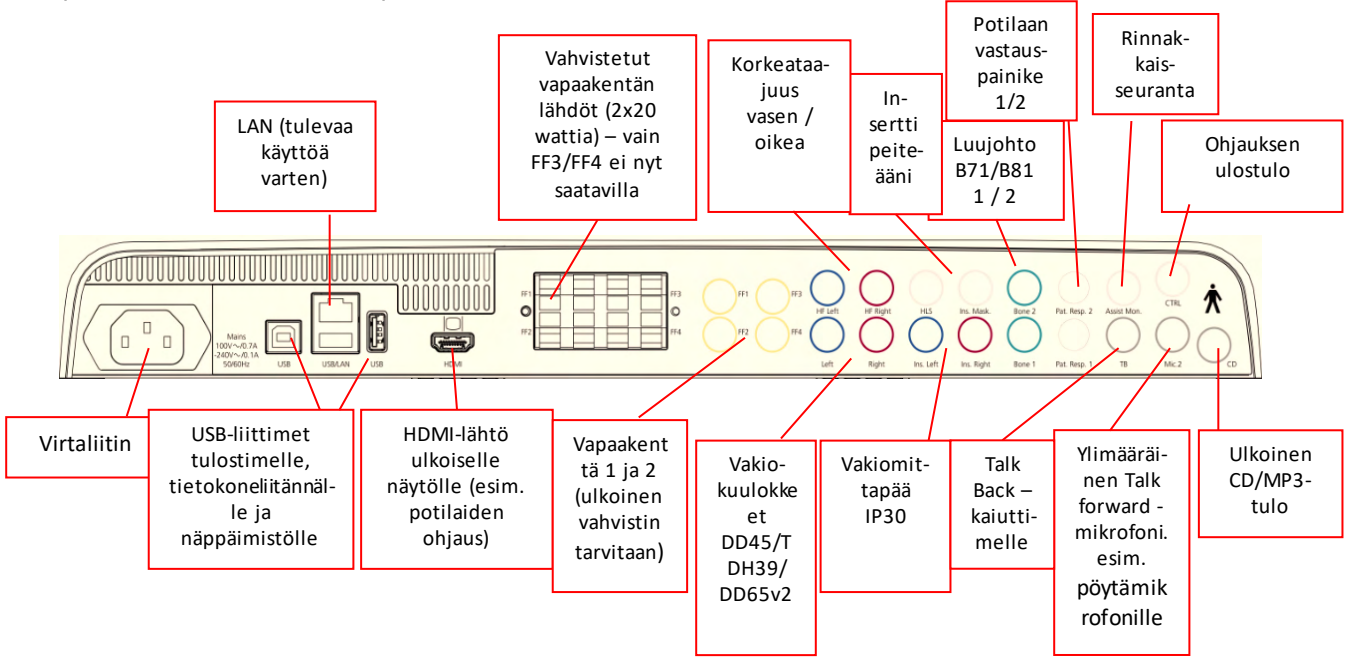 LAN (tulevaa
käyttöä
varten)
Vahvistetut
vapaakentän
lähdöt (2x20
wattia) – vain
FF3/FF4 ei nyt
saatavilla
Korkeataa-
juus
vasen /
oikea
In-
sertti
peite-
ääni
Potilaan
vastaus-
painike
1/2
Luujohto
B71/B81
1 / 2
Rinnak-
kais-
seuranta
Ohjauksen
ulostulo
Mains
100V~/0.7A
-240V~/0.1A
50/60Hz
USB
USB/LAN
USB
HDMI
FF1
FF3
FF2
FF4
FF1
FF3
FF2
FF4
HF Left
HF Right
HLS
Ins. Mask.
Bone 2
Pat. Resp. 2
Assist Mon.
CTRL
Left
Right
Ins. Left
Ins. Right
Bone 1
Pat. Resp. 1
TB
Mic.2
CD
Virtaliitin
USB-liittimet
tulostimelle,
tietokoneliitännäl-
le ja
näppäimistölle
HDMI-lähtö
ulkoiselle
näytölle (esim.
potilaiden
ohjaus)
Vapaakent
tä 1 ja 2
(ulkoinen
vahvistin
tarvitaan)
Vakio-
kuulokke
et
DD45/T
DH39/
DD65v2
Vakiomit-
tapää
IP30
Talk
Back –
kaiutti-
melle
Ylimääräi-
nen Talk
forward -
mikrofoni.
esim.
pöytämik
rofonille
Ulkoinen
CD/MP3-
tulo